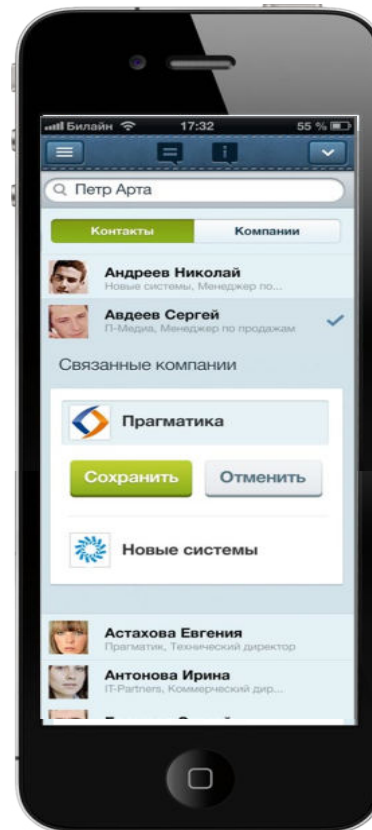 Билайн 17:32 55 %
Петр Арта
Контакты Компании
Андреев Николай
Новые системы, Менеджер по...
Авдеев Сергей
IT-Медиа, Менеджер по продажам
Связанные компании
Прагматика
Сохранить Отменить
Новые системы
Астахова Евгения
Прагматик, Технический директор
Антонова Ирина
IT-Partners, Коммерческий дир...